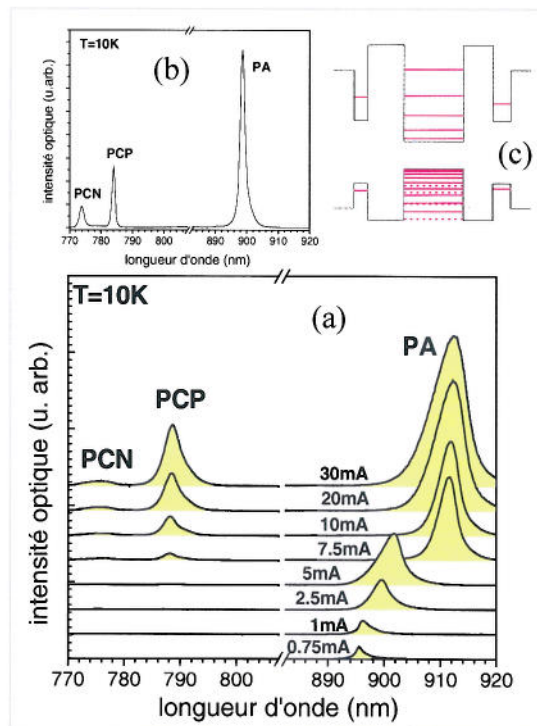 T=10K
(b)
PA
PCP
PCN
intensité optique (u.arb.)
770 780 790 800 900 910 920
longueur d'onde (nm)
(c)
T=10K
(a)
PA
PCP
PCN
30mA
20mA
10mA
7.5mA
5mA
2.5mA
1mA
0.75mA
intensité optique (u. arb.)
770 780 790 800 890 900 910 920
longueur d'onde (nm)